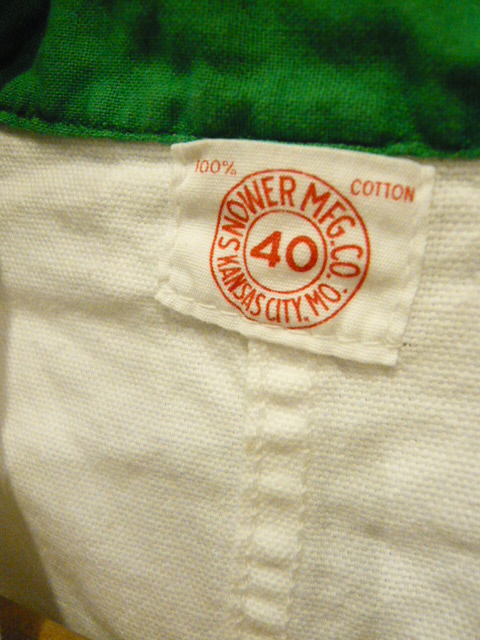 100%
COTTON
SNOWER MFG. CO.
40
KANSAS CITY, MO.